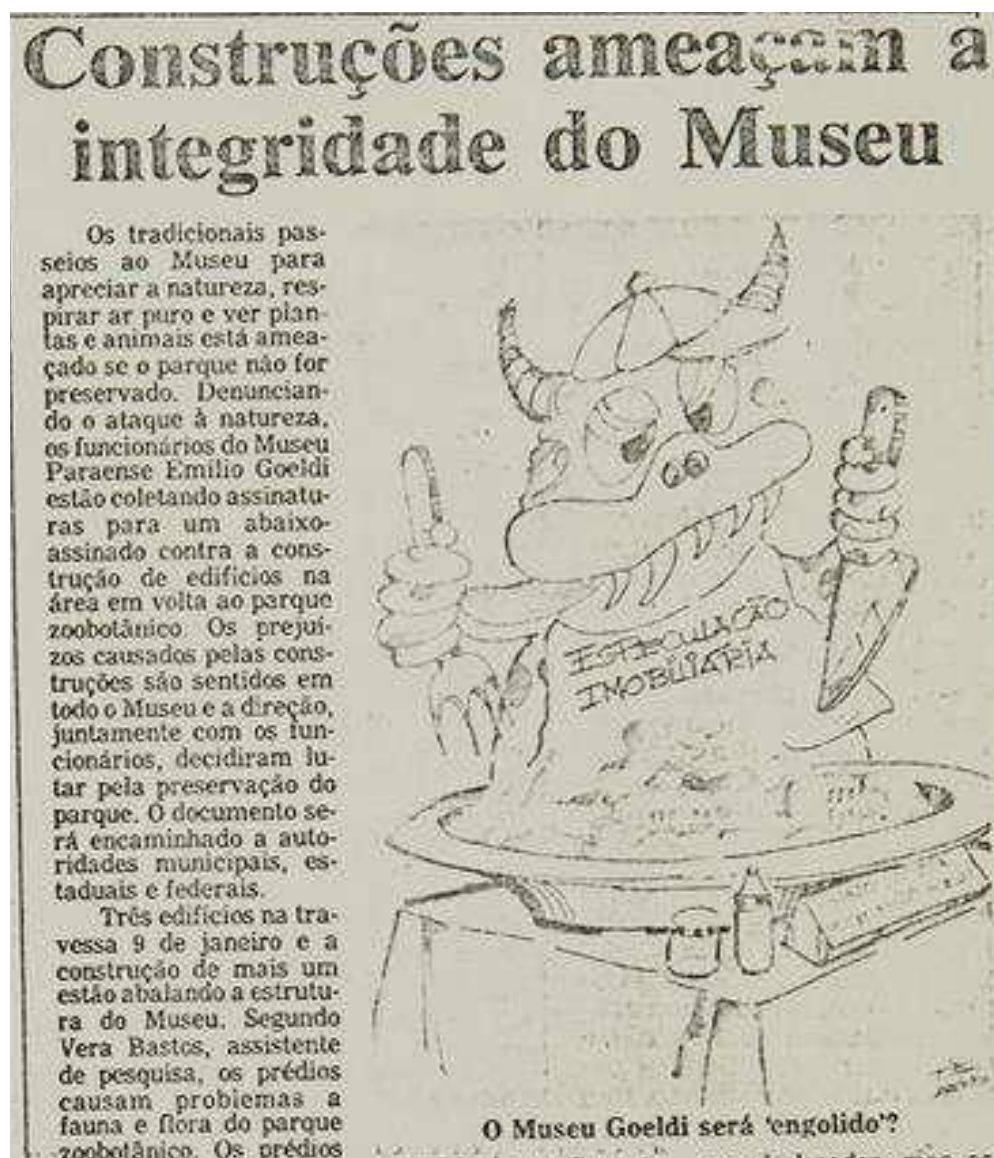 Construções ameaçam a
integridade do Museu
Os tradicionais pas-
seios ao Museu para
apreciar a natureza, res-
pirar ar puro e ver plan-
tas e animais está amea-
çado se o parque não for
preservado. Denuncian-
do o ataque à natureza,
os funcionários do Museu
Paraense Emílio Goeldi
estão coletando assinatu-
ras para um abaixo-
assinado contra a cons-
trução de edifícios na
área em volta ao parque
zoobotânico. Os prejuí-
zos causados pelas cons-
truções são sentidos em
todo o Museu e a direção,
juntamente com os fun-
cionários, decidiram lu-
tar pela preservação do
parque. O documento se-
rá encaminhado a auto-
ridades municipais, es-
taduais e federais.
Três edifícios na tra-
vessa 9 de janeiro e a
construção de mais um
estão abalando a estrutu-
ra do Museu. Segundo
Vera Bastos, assistente
de pesquisa, os prédios
causam problemas a
fauna e flora do parque
zoobotânico. Os prédios
ESPECULAÇÃO
IMOBILIÁRIA
O Museu Goeldi será 'engolido'?